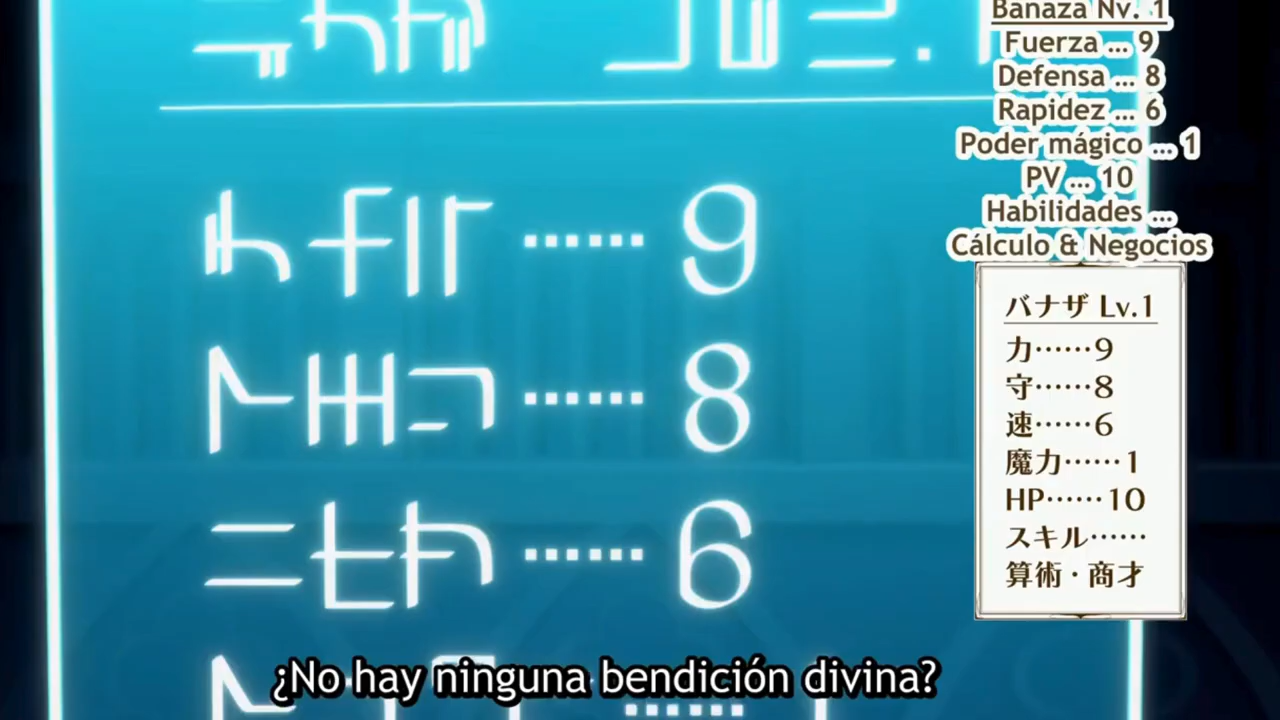 Banaza Nv. 1
Fuerza ... 9
Defensa ... 8
Rapidez ... 6
Poder mágico ... 1
PV ... 10
Habilidades ...
Cálculo & Negocios
バナザ Lv.1
力……9
守……8
速……6
魔力……1
HP……10
スキル……
算術・商才
……9
……8
……6
¿No hay ninguna bendición divina?